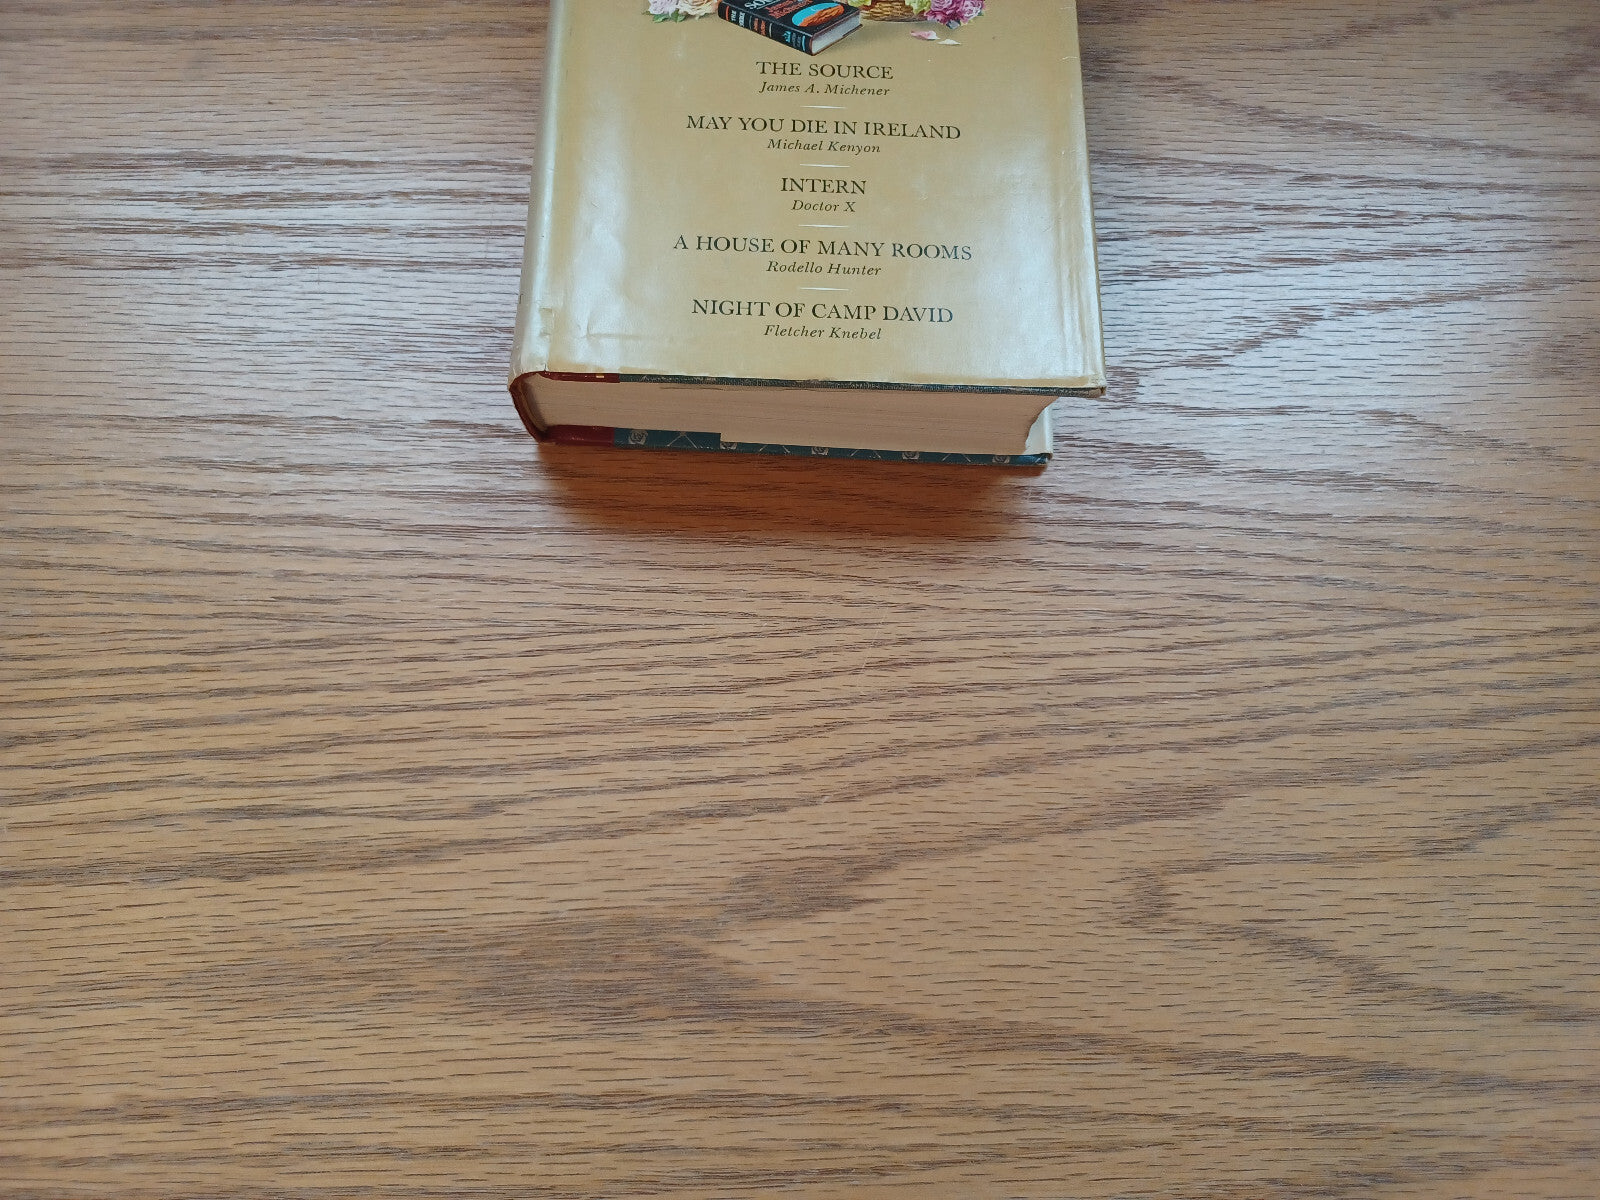 THE SOURCE
James A. Michener
MAY YOU DIE IN IRELAND
Michael Kenyon
INTERN
Doctor X
A HOUSE OF MANY ROOMS
Rodello Hunter
NIGHT OF CAMP DAVID
Fletcher Knebel